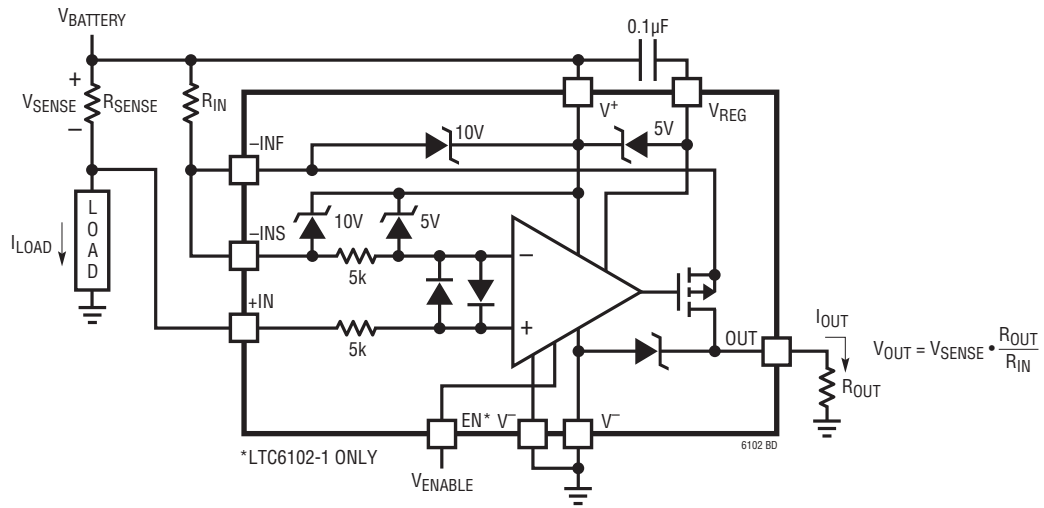 VBATTERY
0.1µF
+
VSENSE
RSENSE
–
RIN
V+
VREG
–INF
10V
5V
10V
5V
–INS
5k
–
LOAD
ILOAD
+IN
5k
+
OUT
IOUT
VOUT = VSENSE • ROUT
RIN
ROUT
EN* V–
V–
6102 BD
*LTC6102-1 ONLY
VENABLE